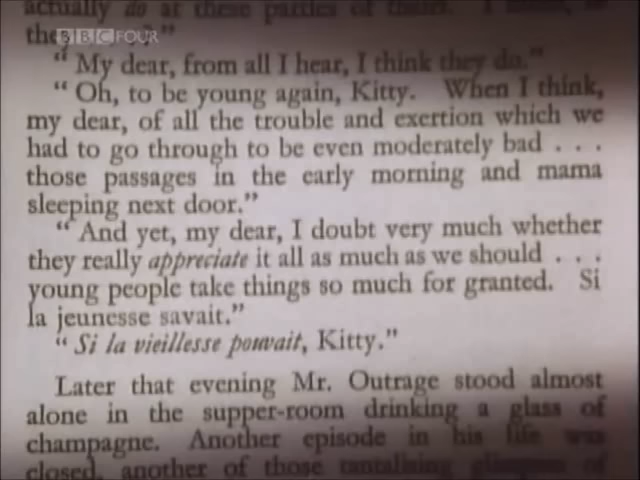 actually do at these parties of theirs. I mean, do
they
BBC FOUR
“ My dear, from all I hear, I think they do.”
“ Oh, to be young again, Kitty. When I think,
my dear, of all the trouble and exertion which we
had to go through to be even moderately bad . . .
those passages in the early morning and mama
sleeping next door.”
“ And yet, my dear, I doubt very much whether
they really appreciate it all as much as we should . . .
young people take things so much for granted. Si
la jeunesse savait.”
“ Si la vieillesse pouvait, Kitty.”
Later that evening Mr. Outrage stood almost
alone in the supper-room drinking a glass of
champagne. Another episode in his life was
closed, another of those tantalising glimpses of